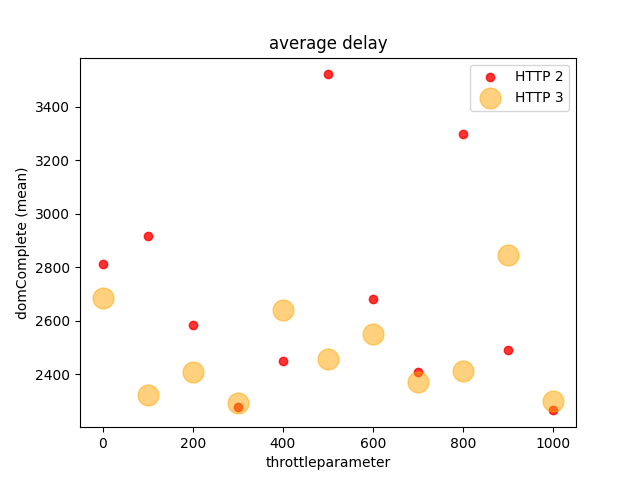 average delay
HTTP 2
HTTP 3
domComplete (mean)
3400
3200
3000
2800
2600
2400
0 200 400 600 800 1000
throttleparameter